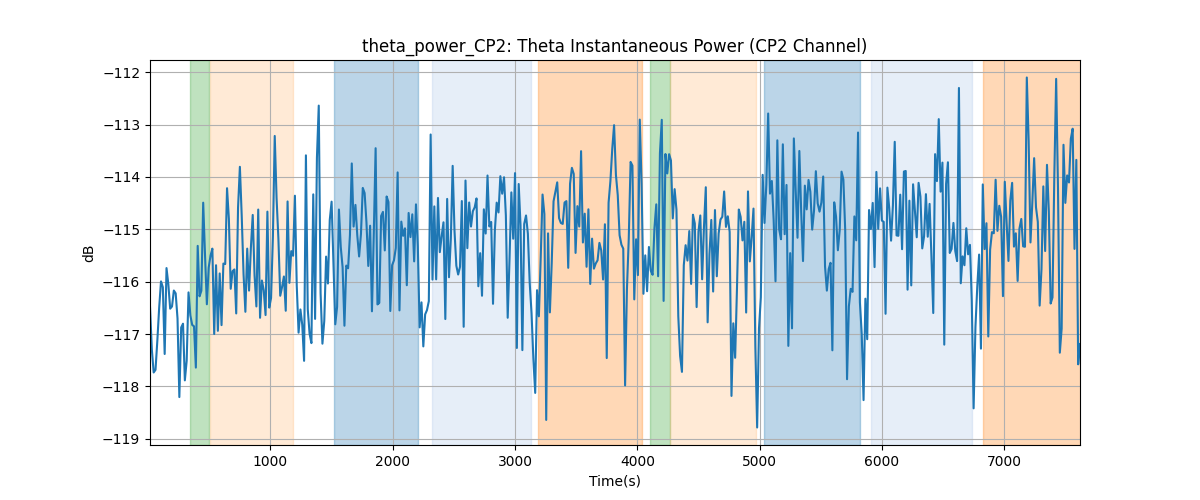 theta_power_CP2: Theta Instantaneous Power (CP2 Channel)
−112
−113
−114
−115
−116
−117
−118
−119
dB
1000 2000 3000 4000 5000 6000 7000
Time(s)